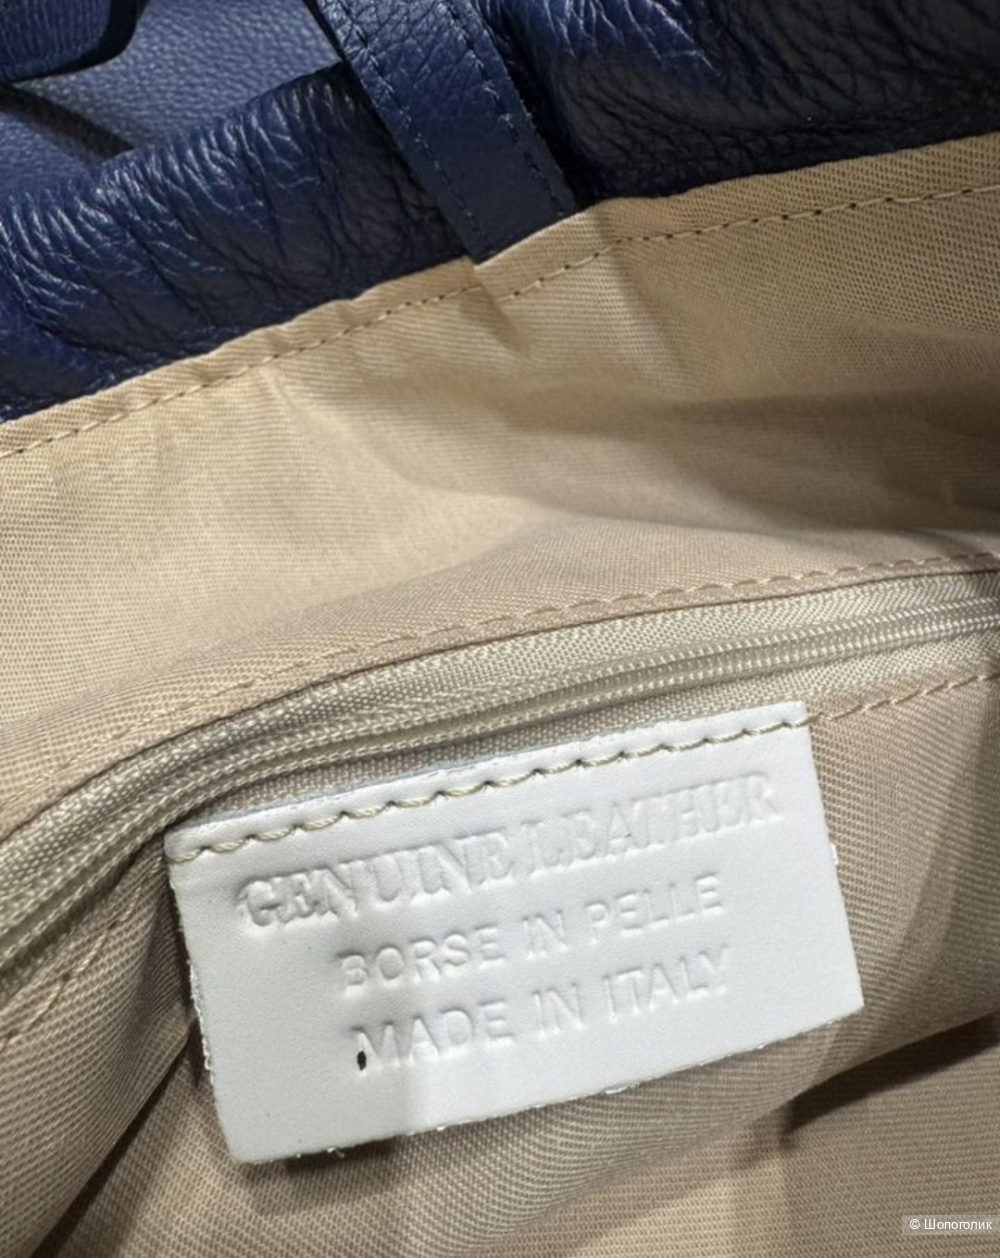 GENUINE LEATHER
BORSE IN PELLE
MADE IN ITALY
© Шопоголик